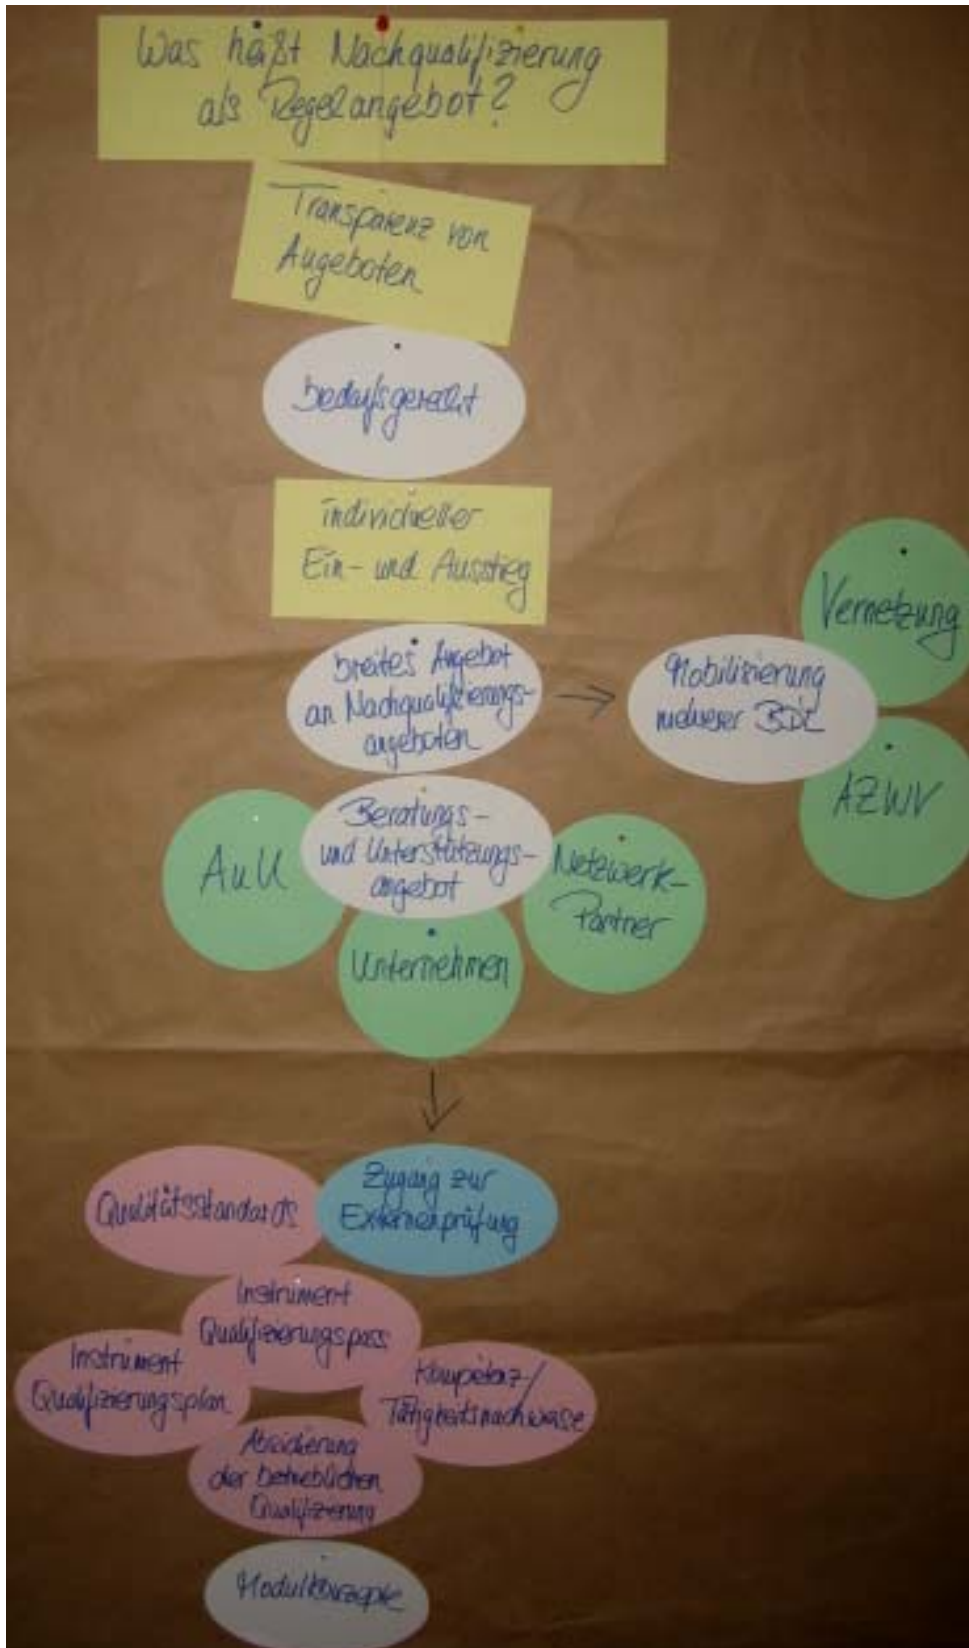 Was heißt Nachqualifizierung
als Regelangebot?
Transparenz von
Angeboten
bedarfsgerecht
individueller
Ein- und Ausstieg
breites Angebot
an Nachqualifizierungs-
angeboten
Mobilisierung
mehrerer BDL
Vernetzung
AZWV
Beratungs-
und Unterstützungs-
angebot
AuU
Netzwerk-
Partner
Unternehmen
Qualitätsstandards
Zugang zur
Externenprüfung
Instrument
Qualifizierungspass
Instrument
Qualifizierungsplan
Kompetenz/
Tätigkeitsnachweise
Absicherung
der betrieblichen
Qualifizierung
Modulkonzepte